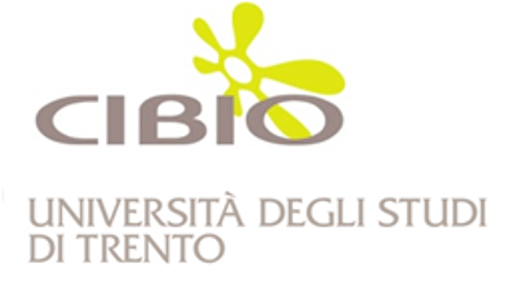 CIBIO
UNIVERSITÀ DEGLI STUDI
DI TRENTO